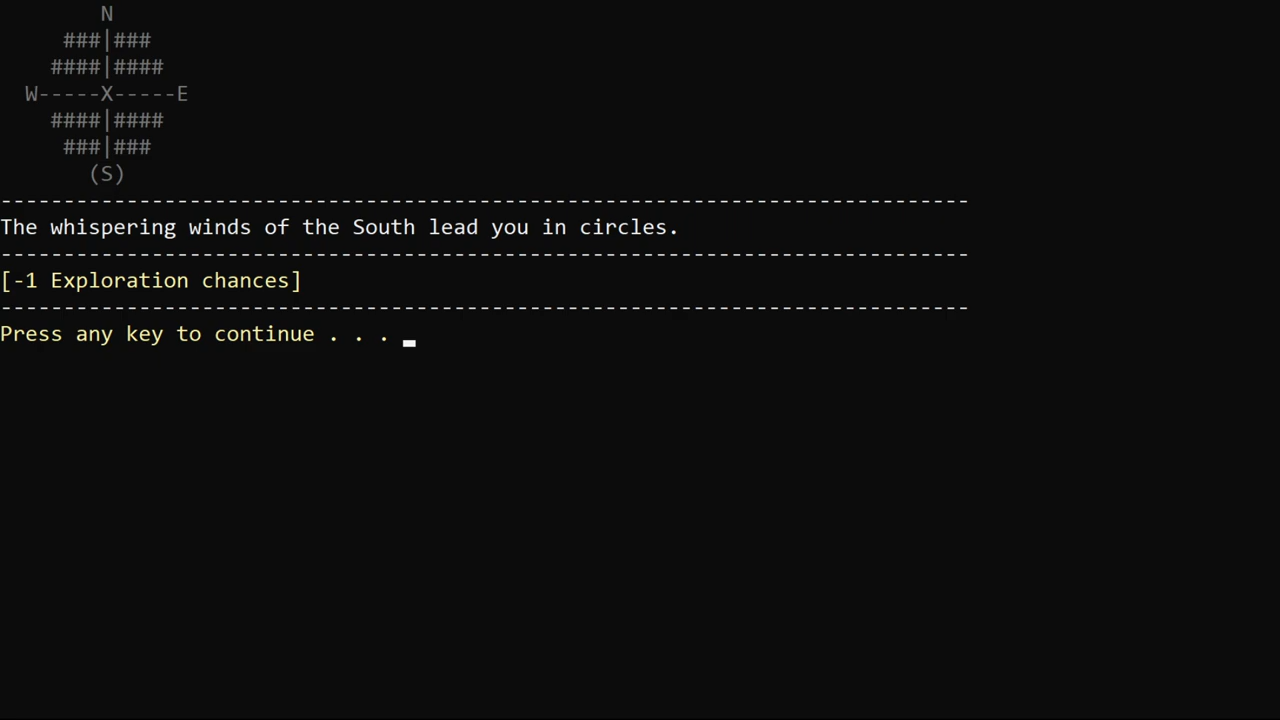 N
###|###
####|####
W-----X-----E
####|####
###|###
(S)
-----------------------------------------------------------------------------
The whispering winds of the South lead you in circles.
-----------------------------------------------------------------------------
[-1 Exploration chances]
-----------------------------------------------------------------------------
Press any key to continue . . .